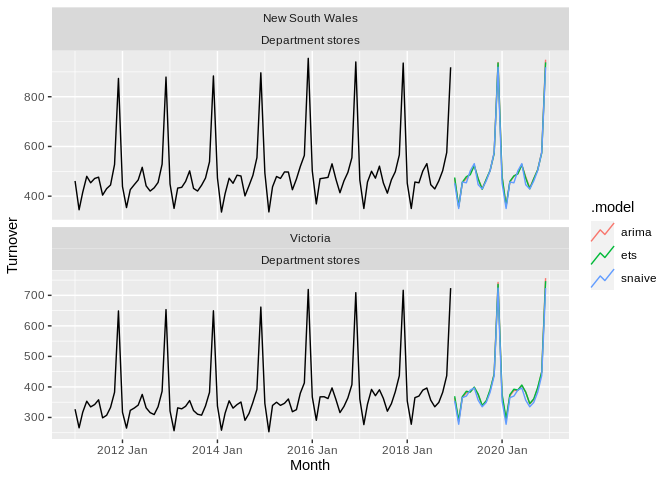 New South Wales
Department stores
800
600
400
Victoria
Department stores
700
600
500
400
300
2012 Jan 2014 Jan 2016 Jan 2018 Jan 2020 Jan
Month
Turnover
.model
arima
ets
snaive